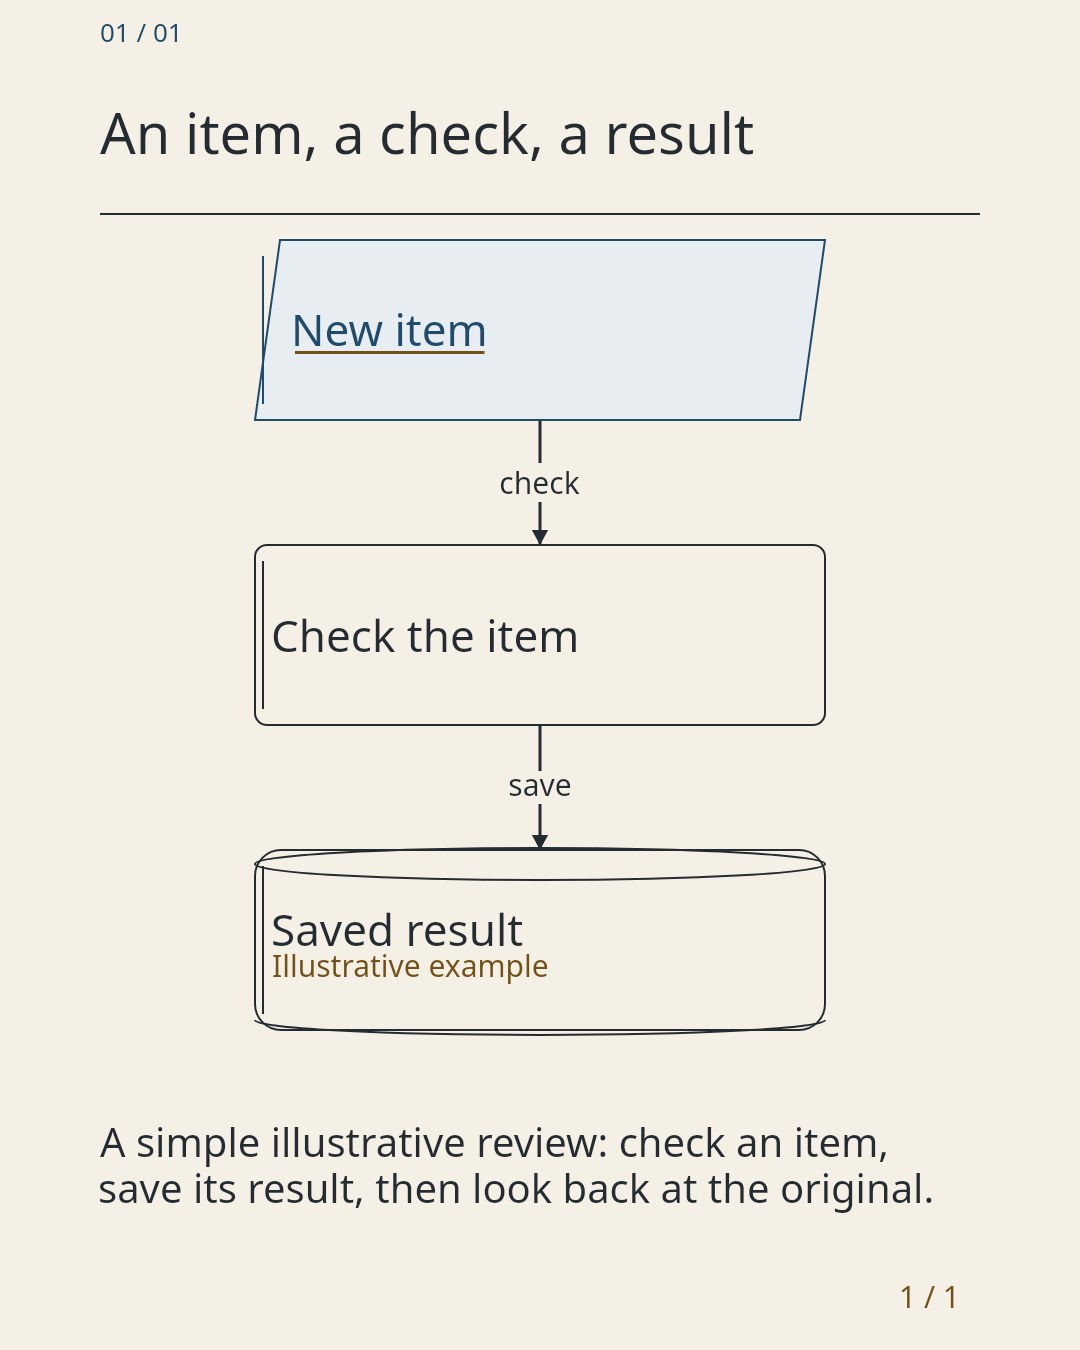 01 / 01
An item, a check, a result
New item
check
Check the item
save
Saved result
Illustrative example
A simple illustrative review: check an item,
save its result, then look back at the original.
1 / 1